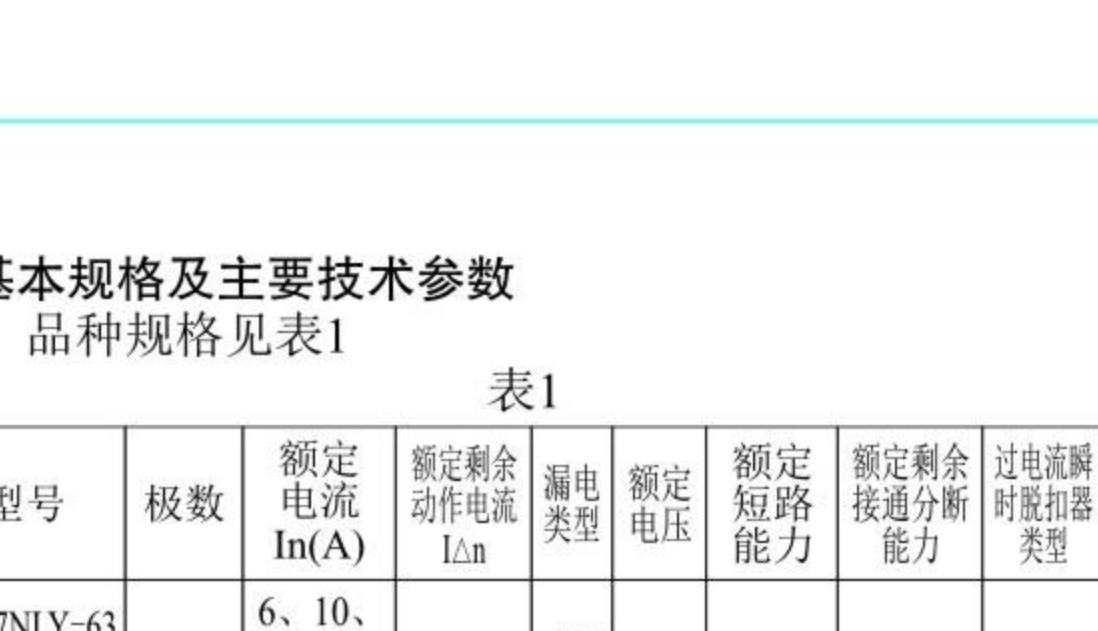 本规格及主要技术参数
品种规格见表1
表1
型号
极数
额定
电流
In(A)
额定剩余
动作电流
I△n
漏电
类型
额定
电压
额定
短路
能力
额定剩余
接通分断
能力
过电流瞬
时脱扣器
类型
6、10、